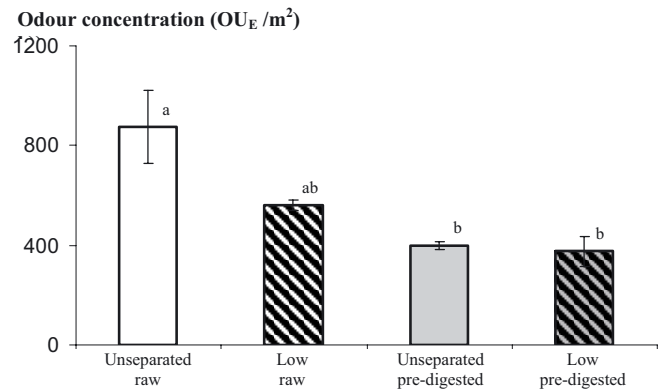 Odour concentration (OU_E /m²)
1200
a
800
ab
b
b
400
0
Unseparated Low Unseparated Low
raw raw pre-digested pre-digested